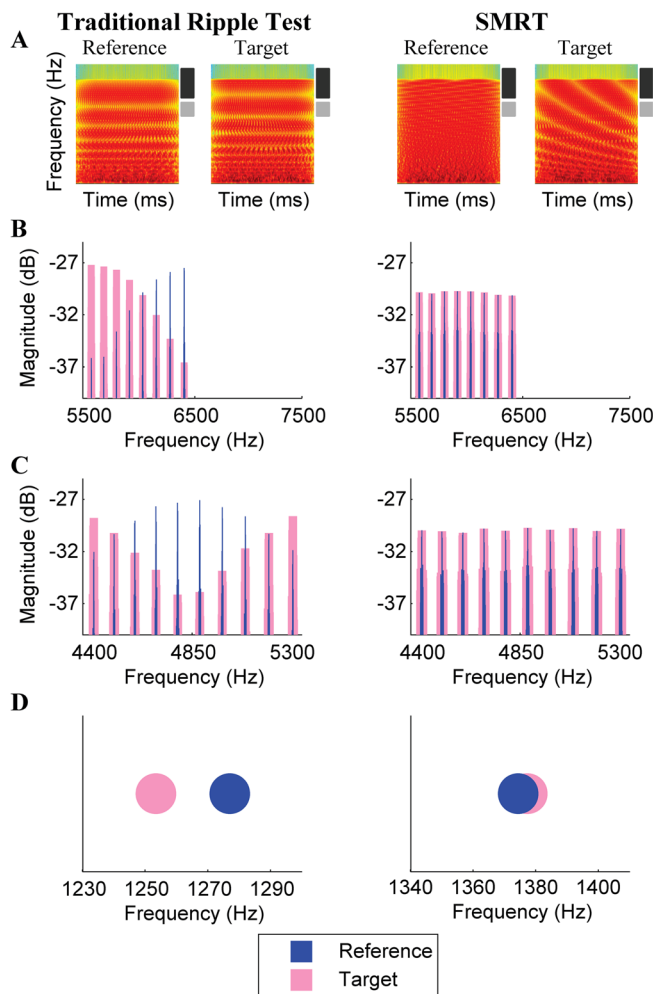 Traditional Ripple Test
SMRT
A
Reference
Target
Reference
Target
Frequency (Hz)
Time (ms)
Time (ms)
Time (ms)
Time (ms)
B
Magnitude (dB)
-27
-32
-37
5500
6500
7500
Frequency (Hz)
-27
-32
-37
5500
6500
7500
Frequency (Hz)
C
Magnitude (dB)
-27
-32
-37
4400
4850
5300
Frequency (Hz)
-27
-32
-37
4400
4850
5300
Frequency (Hz)
D
1230
1250
1270
1290
Frequency (Hz)
1340
1360
1380
1400
Frequency (Hz)
Reference
Target